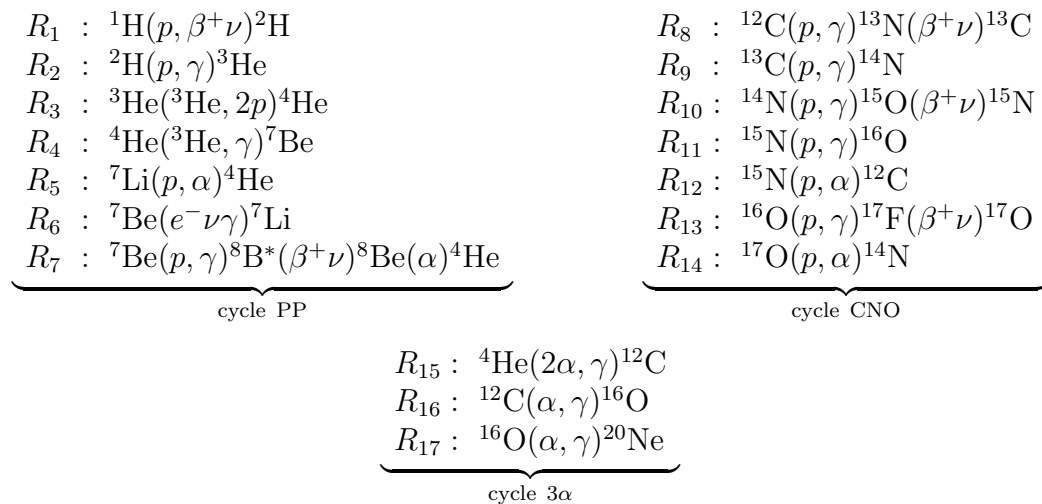 R₁ : ¹H(p, β⁺ν)²H
R₂ : ²H(p, γ)³He
R₃ : ³He(³He, 2p)⁴He
R₄ : ⁴He(³He, γ)⁷Be
R₅ : ⁷Li(p, α)⁴He
R₆ : ⁷Be(e⁻νγ)⁷Li
R₇ : ⁷Be(p, γ)⁸B*(β⁺ν)⁸Be(α)⁴He
cycle PP
R₈ : ¹²C(p, γ)¹³N(β⁺ν)¹³C
R₉ : ¹³C(p, γ)¹⁴N
R₁₀ : ¹⁴N(p, γ)¹⁵O(β⁺ν)¹⁵N
R₁₁ : ¹⁵N(p, γ)¹⁶O
R₁₂ : ¹⁵N(p, α)¹²C
R₁₃ : ¹⁶O(p, γ)¹⁷F(β⁺ν)¹⁷O
R₁₄ : ¹⁷O(p, α)¹⁴N
cycle CNO
R₁₅ : ⁴He(2α, γ)¹²C
R₁₆ : ¹²C(α, γ)¹⁶O
R₁₇ : ¹⁶O(α, γ)²⁰Ne
cycle 3α